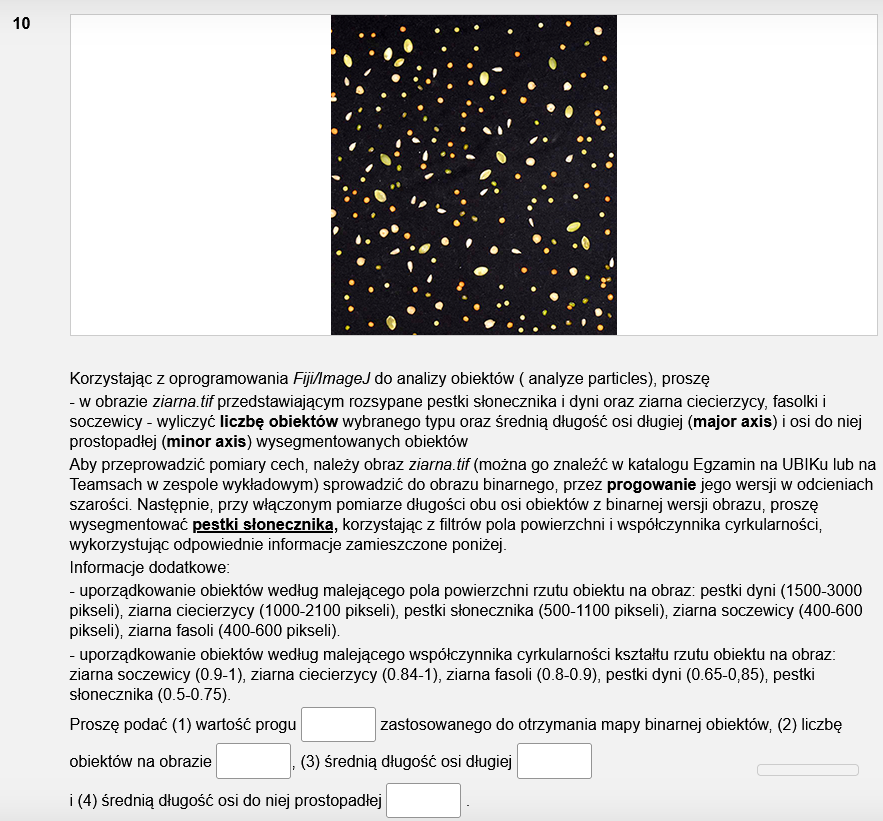 10
Korzystając z oprogramowania Fiji/ImageJ do analizy obiektów ( analyze particles), proszę
- w obrazie ziarna.tif przedstawiającym rozsypane pestki słonecznika i dyni oraz ziarna ciecierzycy, fasolki i
soczewicy - wyliczyć liczbę obiektów wybranego typu oraz średnią długość osi długiej (major axis) i osi do niej
prostopadłej (minor axis) wysegmentowanych obiektów
Aby przeprowadzić pomiary cech, należy obraz ziarna.tif (można go znaleźć w katalogu Egzamin na UBIKu lub na
Teamsach w zespole wykładowym) sprowadzić do obrazu binarnego, przez progowanie jego wersji w odcieniach
szarości. Następnie, przy włączonym pomiarze długości obu osi obiektów z binarnej wersji obrazu, proszę
wysegmentować pestki słonecznika, korzystając z filtrów pola powierzchni i współczynnika cyrkularności,
wykorzystując odpowiednie informacje zamieszczone poniżej.
Informacje dodatkowe:
- uporządkowanie obiektów według malejącego pola powierzchni rzutu obiektu na obraz: pestki dyni (1500-3000
pikseli), ziarna ciecierzycy (1000-2100 pikseli), pestki słonecznika (500-1100 pikseli), ziarna soczewicy (400-600
pikseli), ziarna fasoli (400-600 pikseli).
- uporządkowanie obiektów według malejącego współczynnika cyrkularności kształtu rzutu obiektu na obraz:
ziarna soczewicy (0.9-1), ziarna ciecierzycy (0.84-1), ziarna fasoli (0.8-0.9), pestki dyni (0.65-0,85), pestki
słonecznika (0.5-0.75).
Proszę podać (1) wartość progu zastosowanego do otrzymania mapy binarnej obiektów, (2) liczbę
obiektów na obrazie , (3) średnią długość osi długiej
i (4) średnią długość osi do niej prostopadłej .